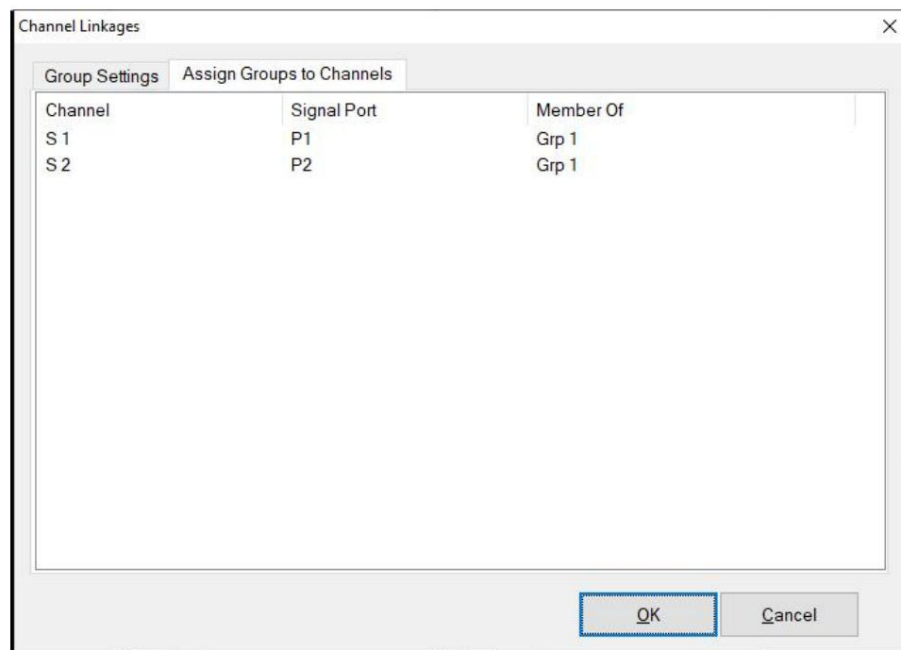 Channel Linkages
Group Settings Assign Groups to Channels
Channel Signal Port Member Of
S 1 P1 Grp 1
S 2 P2 Grp 1
OK Cancel